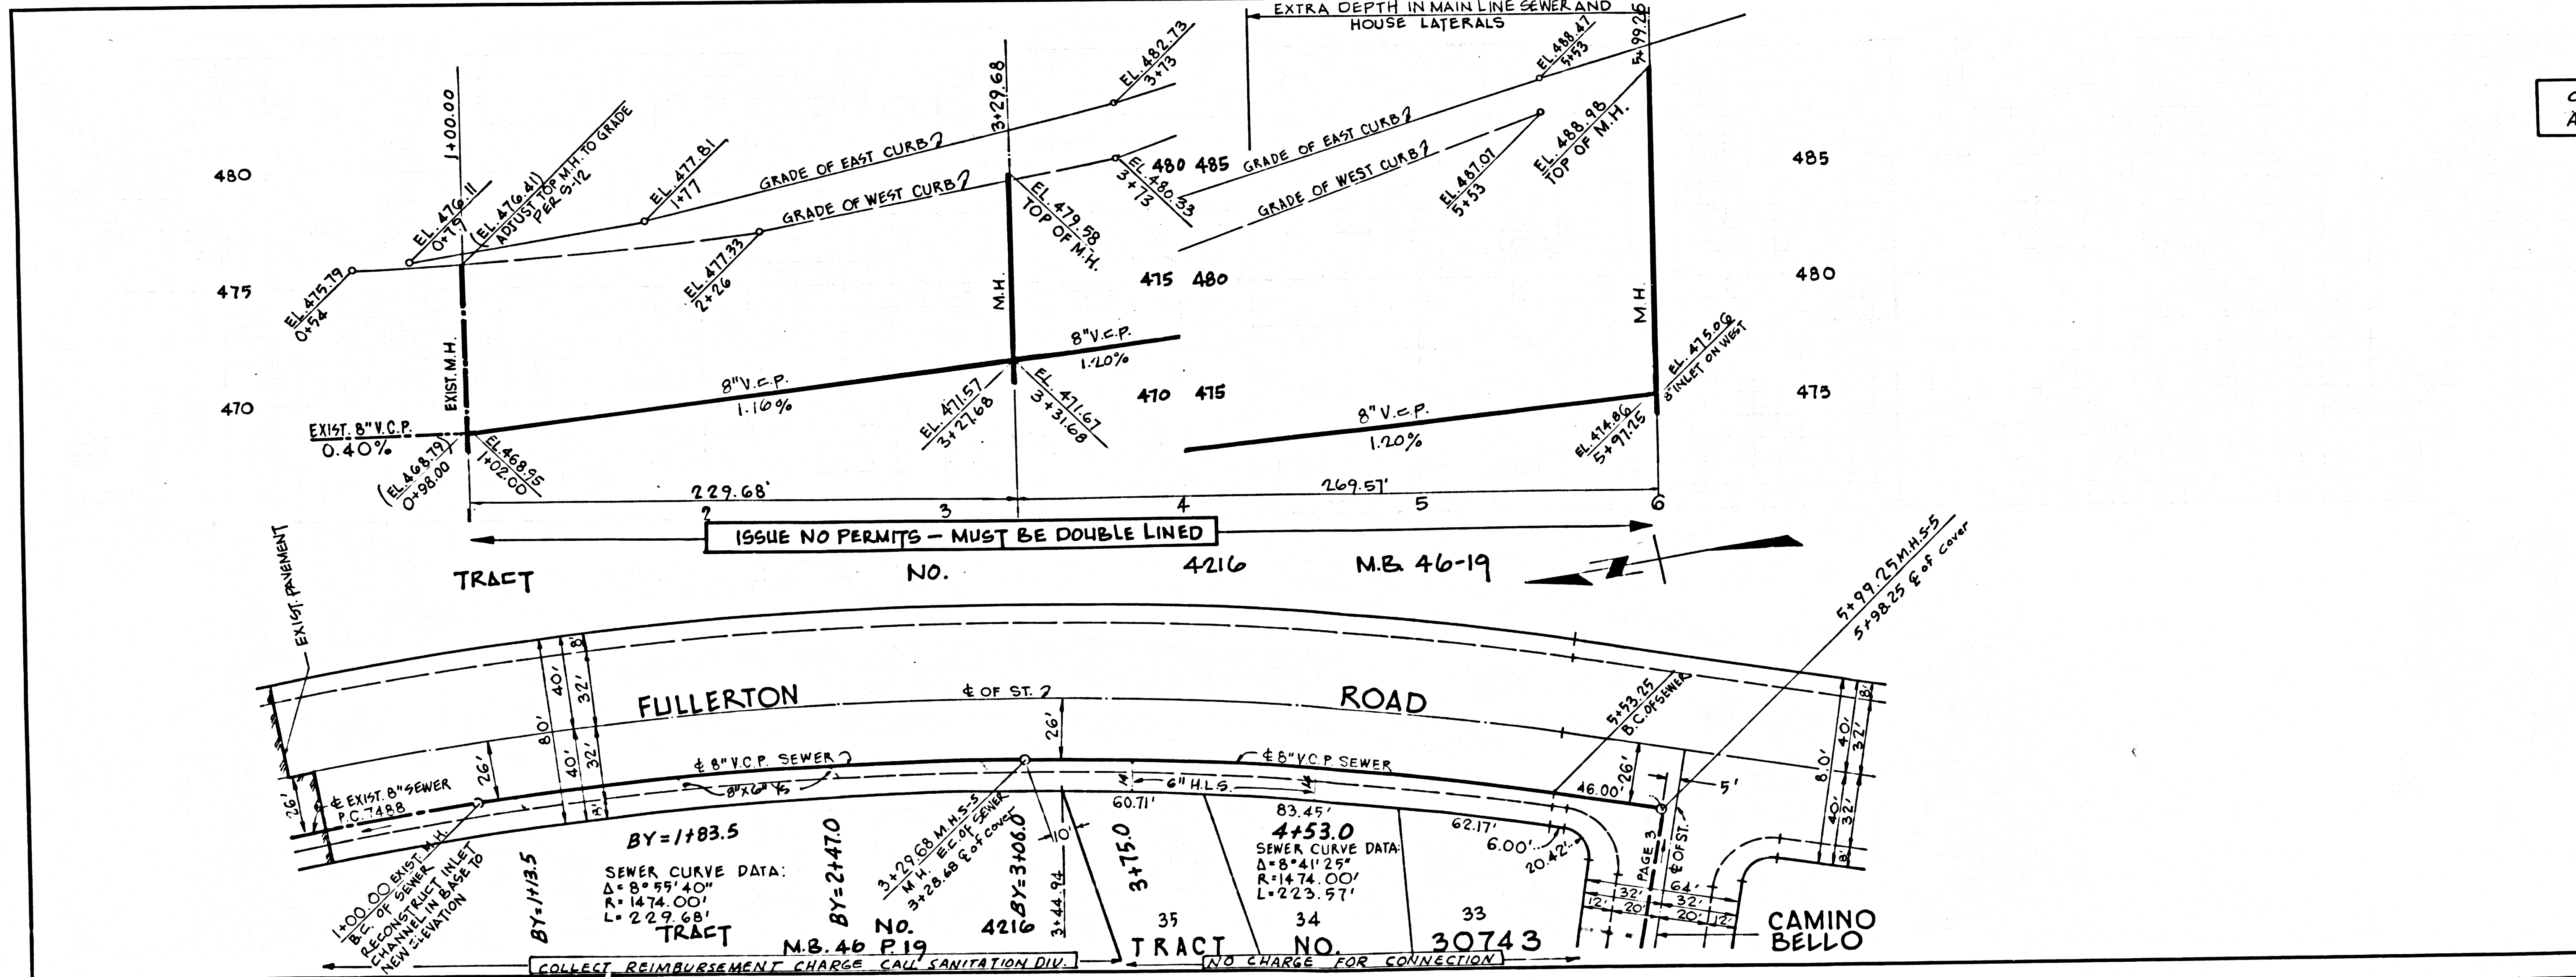 EXTRA DEPTH IN MAIN LINE SEWER AND
HOUSE LATERALS
1+00.00
3+29.68
5+99.25
EL. 482.73
3+73
EL. 488.47
5+53
(EL. 476.41)
ADJUST TOP M.H. TO GRADE
PER S-12
EL. 476.11
0+79
EL. 477.81
1+77
GRADE OF EAST CURB
GRADE OF WEST CURB
EL. 477.33
2+26
EL. 475.79
0+54
EL. 479.58
TOP OF M.H.
EL. 480.33
3+73
GRADE OF EAST CURB
GRADE OF WEST CURB
EL. 487.07
5+53
EL. 488.98
TOP OF M.H.
480
480 485
485
475
475 480
480
470
470 475
475
EXIST. M.H.
M.H.
M.H.
EXIST. 8" V.C.P.
0.40%
8" V.C.P.
1.16%
8" V.C.P.
1.20%
8" V.C.P.
1.20%
(EL. 468.79)
0+98.00
EL. 468.95
1+02.00
EL. 471.57
3+27.68
EL. 471.67
3+31.68
EL. 474.86
5+97.25
EL. 475.06
8" INLET ON WEST
229.68'
269.57'
2
3
4
5
6
ISSUE NO PERMITS – MUST BE DOUBLE LINED
TRACT NO. 4216 M.B. 46-19
EXIST. PAVEMENT
5+99.25 M.H. S-5
5+98.25 ℄ of cover
FULLERTON ROAD
℄ OF ST.
80'
40'
40'
8'
32'
32'
8'
26'
26'
26'
26'
℄ EXIST. 8" SEWER
P.C. 7488
℄ 8" V.C.P. SEWER
8"X6" YS
℄ 8" V.C.P. SEWER
6" H.L.S.
14'
14'
5+53.25
B.C. OF SEWER
46.00'
5'
80'
40'
40'
8'
32'
32'
8'
60.71'
83.45'
62.17'
6.00'
20.42'
10'
1+00.00 EXIST. M.H.
B.C. OF SEWER
RECONSTRUCT INLET
CHANNEL IN BASE TO
NEW ELEVATION
BY=1+13.5
BY=1+83.5
BY=2+47.0
BY=3+06.0
SEWER CURVE DATA:
Δ= 8° 55' 40"
R= 1474.00'
L= 229.68'
3+29.68 M.H. S-5
M.H. E.C. OF SEWER
3+28.68 ℄ of cover
3+44.94
3+75.0
4+53.0
SEWER CURVE DATA:
Δ=8° 41' 25"
R=1474.00'
L=223.57'
35
34
33
TRACT NO. 4216
M.B. 46 P. 19
TRACT NO. 30743
PAGE 3
℄ OF ST.
64'
32'
32'
12'
20'
20'
12'
CAMINO
BELLO
COLLECT REIMBURSEMENT CHARGE CALL SANITATION DIV.
NO CHARGE FOR CONNECTION